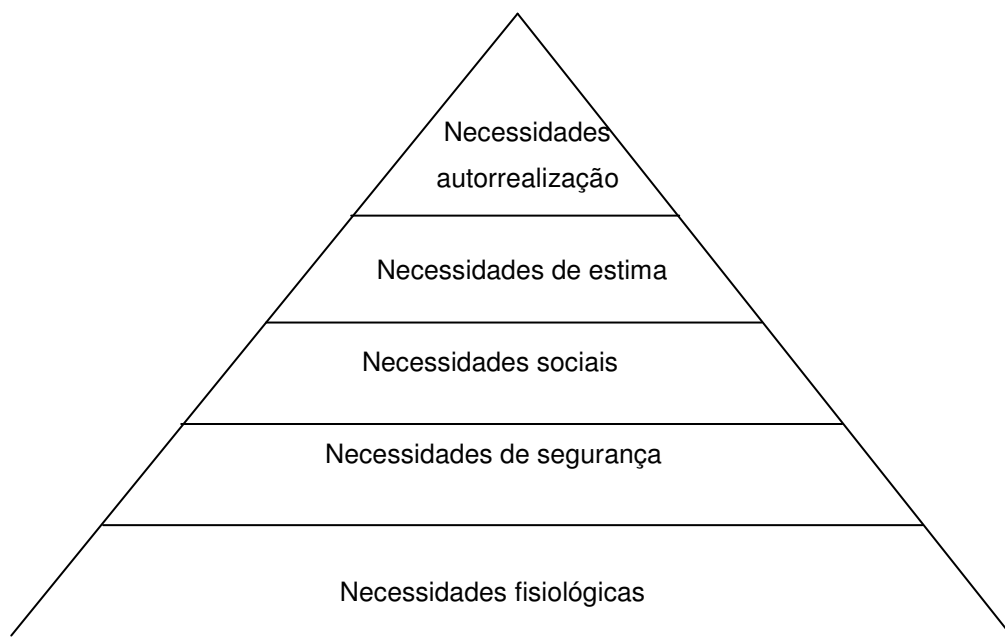 Necessidades
autorrealização
Necessidades de estima
Necessidades sociais
Necessidades de segurança
Necessidades fisiológicas